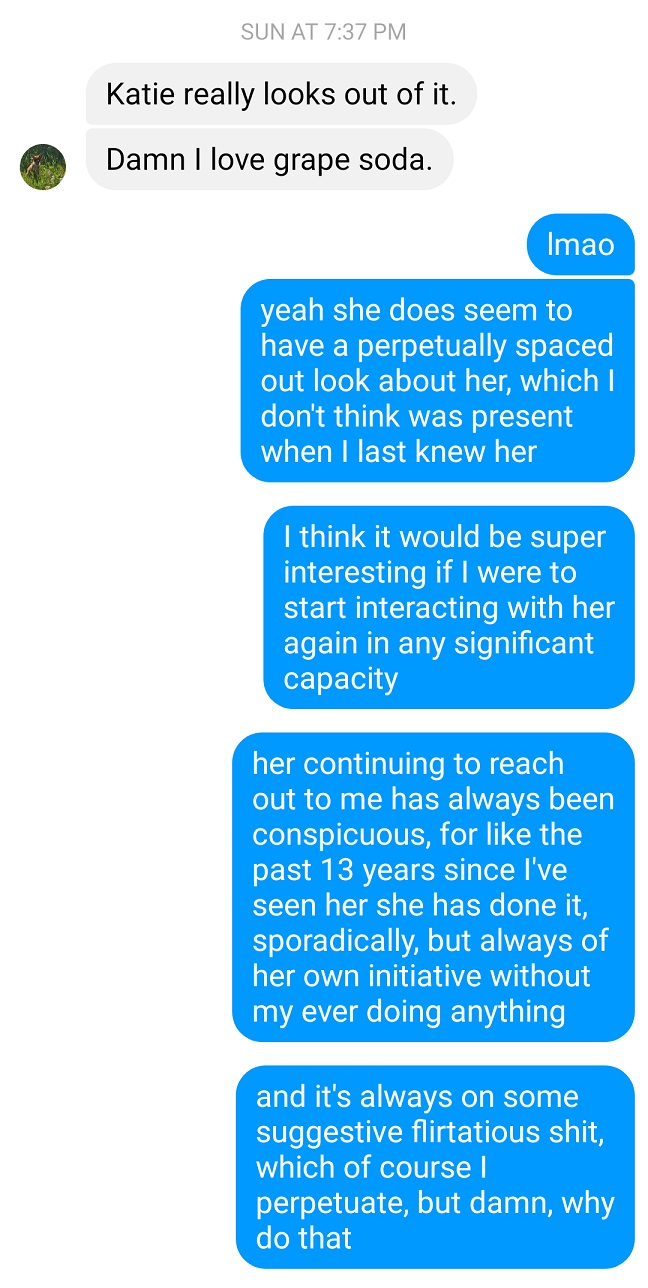 SUN AT 7:37 PM
Katie really looks out of it.
Damn I love grape soda.
lmao
yeah she does seem to
have a perpetually spaced
out look about her, which I
don't think was present
when I last knew her
I think it would be super
interesting if I were to
start interacting with her
again in any significant
capacity
her continuing to reach
out to me has always been
conspicuous, for like the
past 13 years since I've
seen her she has done it,
sporadically, but always of
her own initiative without
my ever doing anything
and it's always on some
suggestive flirtatious shit,
which of course I
perpetuate, but damn, why
do that